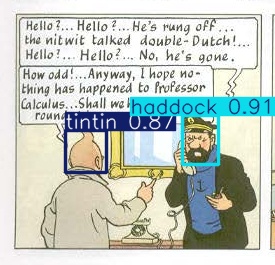 Hello?... Hello?... He's rung off...
the nitwit talked double-Dutch!...
Hello?... Hello?... No, he's gone.
How odd!...Anyway, I hope no-
thing has happened to Professor
Calculus...Shall we
haddock 0.91
tintin 0.87
round